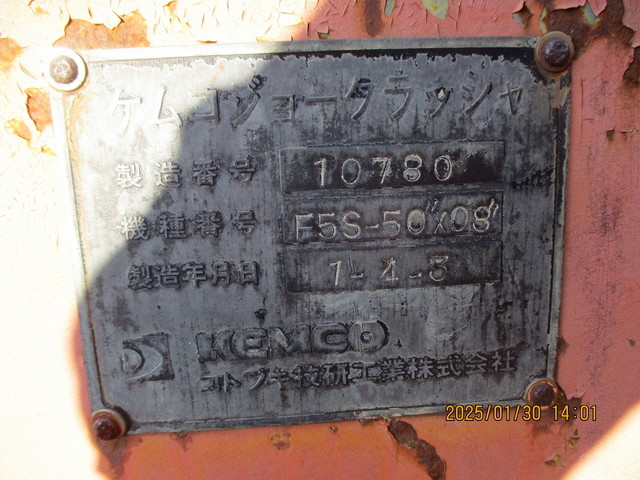 ケムコジョークラッシャ
製造番号 10780
機種番号 F5S-50"×08"
製造年月日 1-4-3
KEMCO
コトブキ技研工業株式会社
2025/01/30 14:01